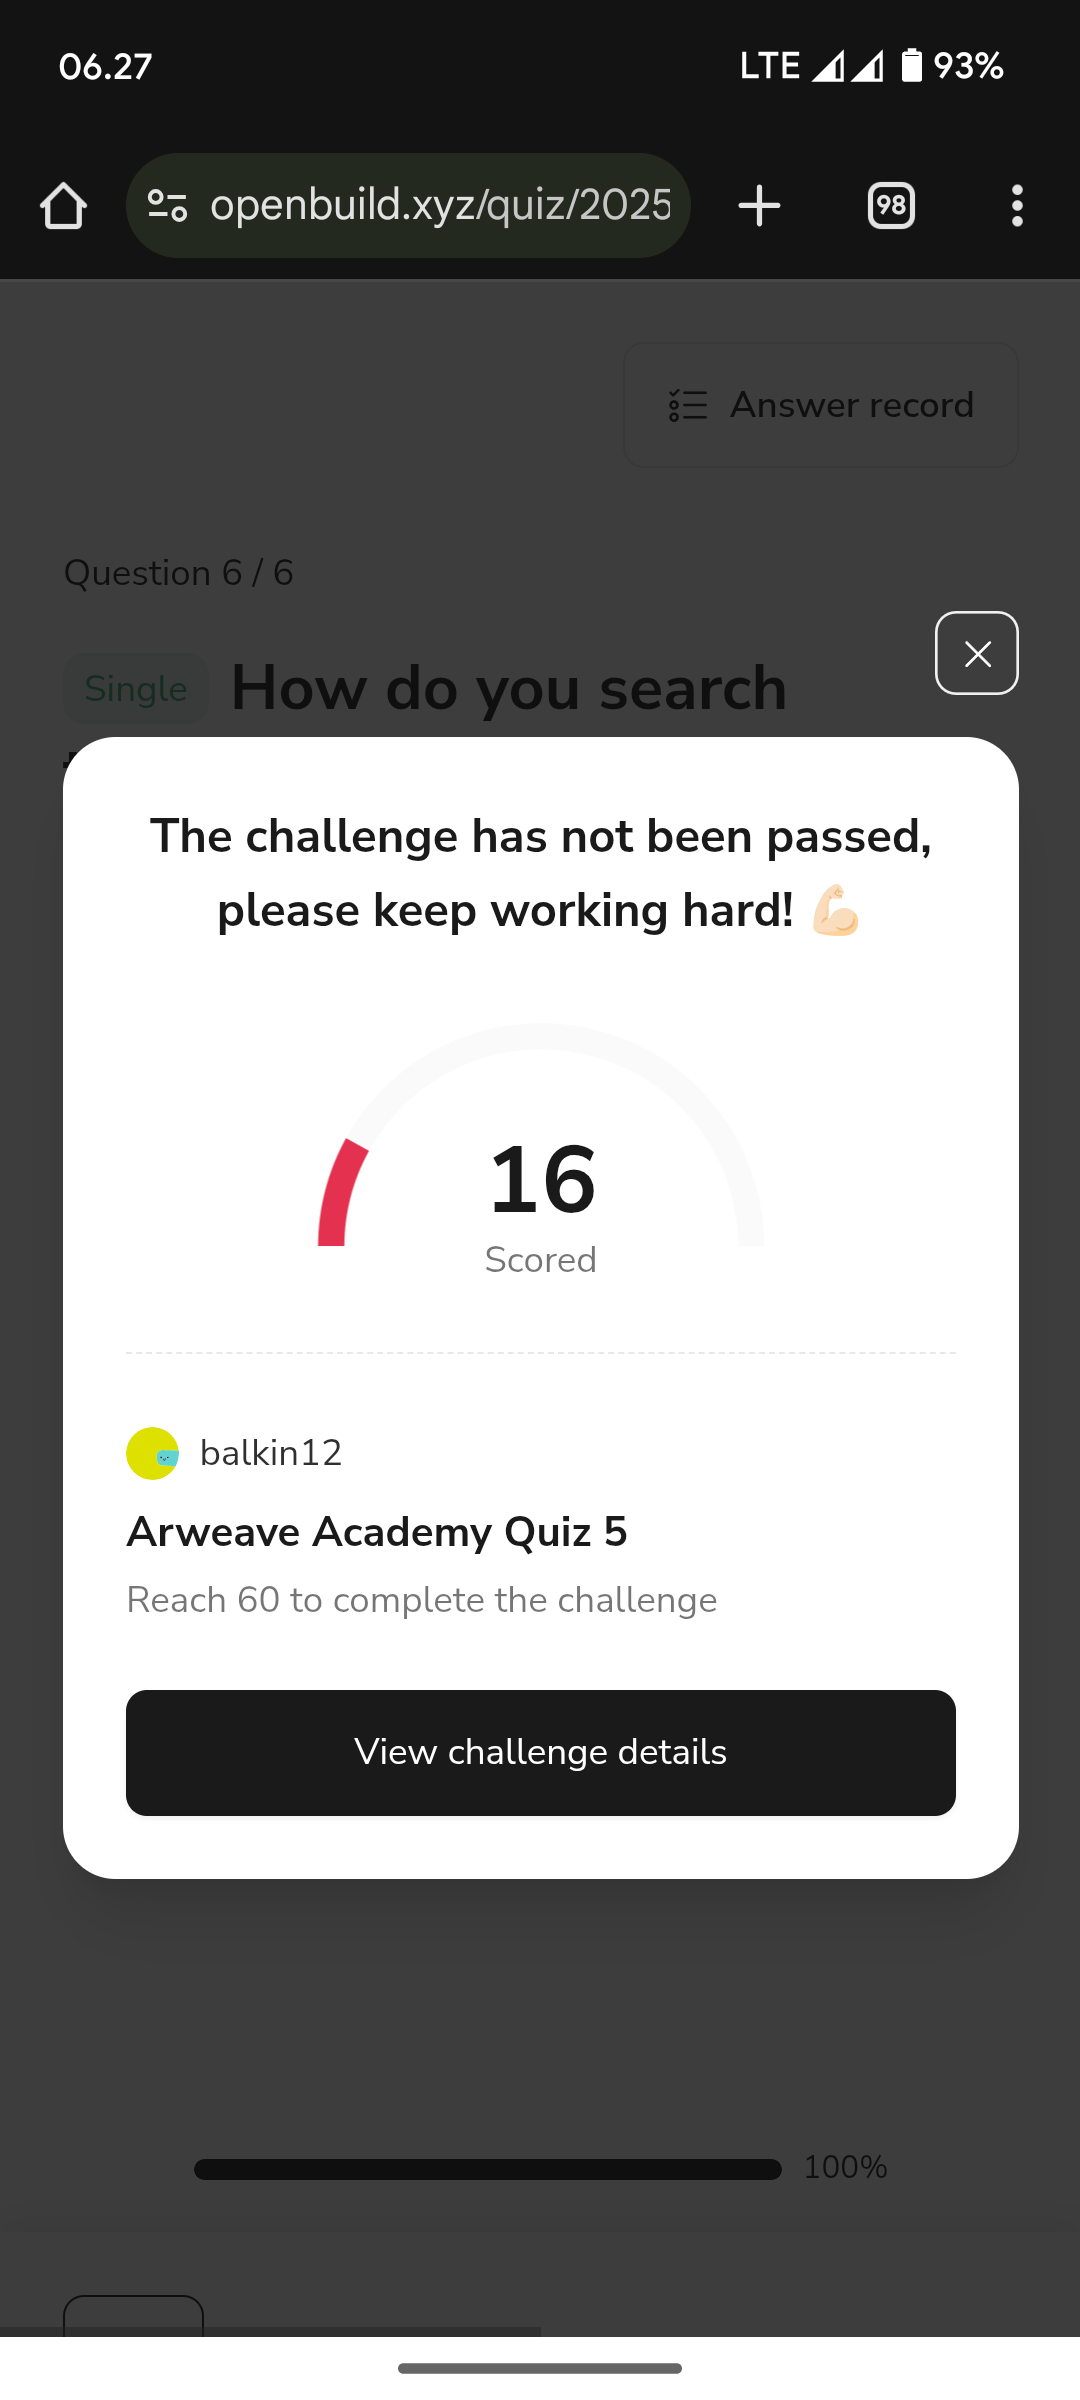 06.27
LTE 93%
openbuild.xyz/quiz/2025
98
Answer record
Question 6 / 6
Single How do you search
The challenge has not been passed,
please keep working hard! 💪🏻
16
Scored
balkin12
Arweave Academy Quiz 5
Reach 60 to complete the challenge
View challenge details
100%